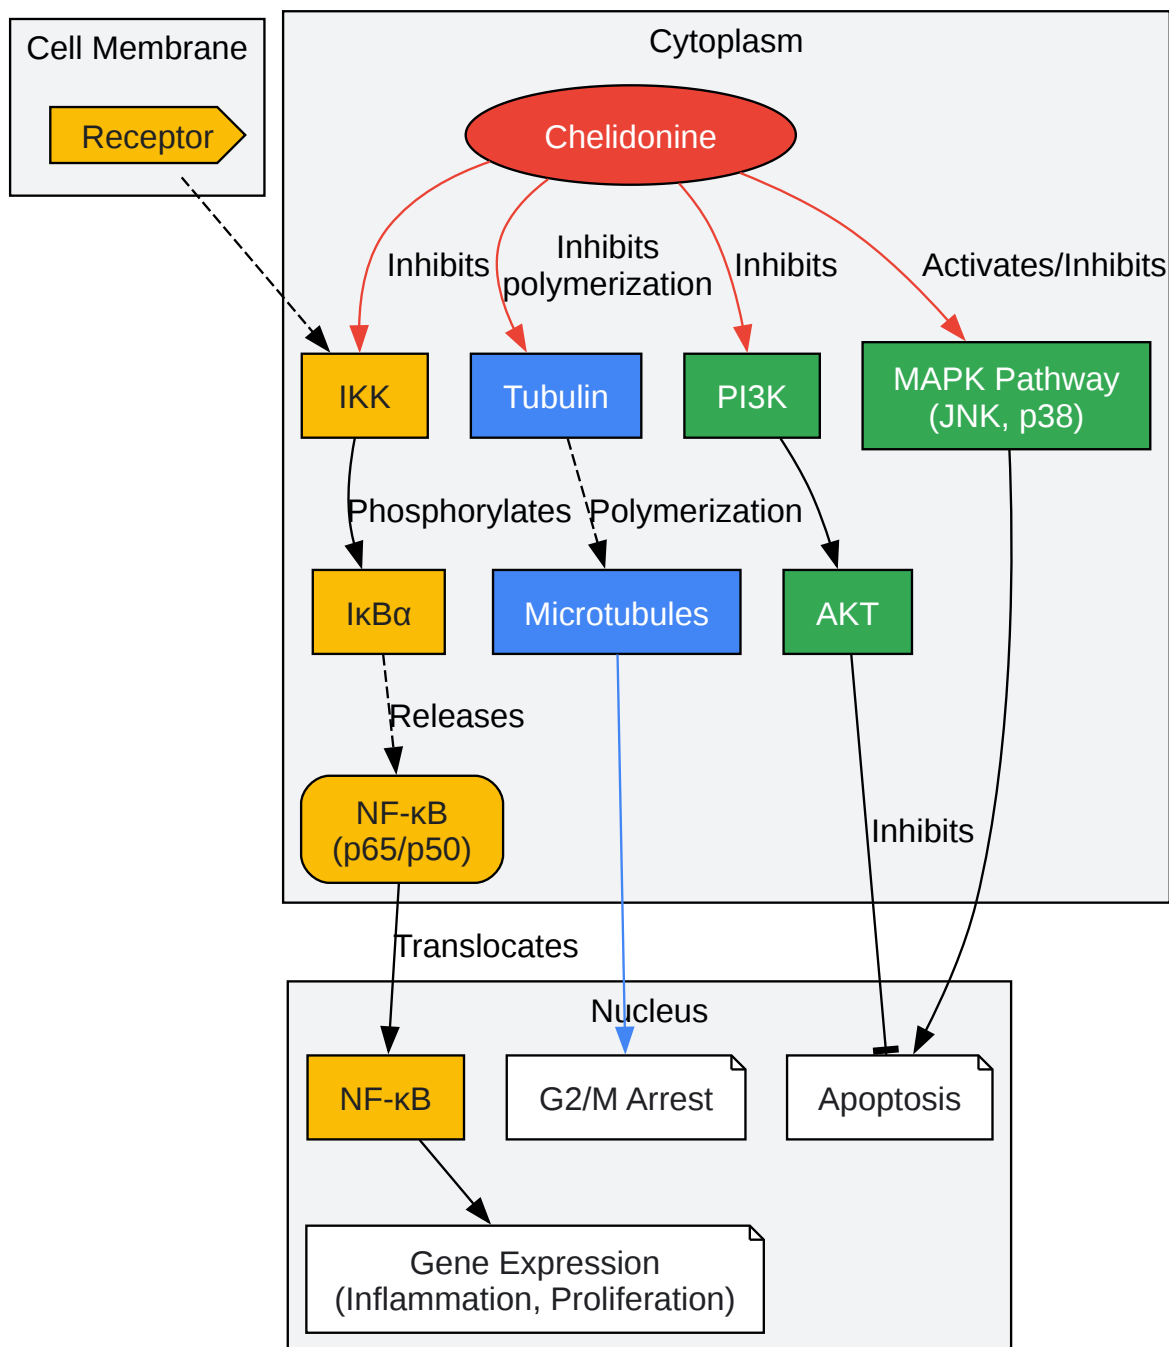 Cell Membrane
Cytoplasm
Receptor
Chelidonine
Inhibits
Inhibits
polymerization
Inhibits
Activates/Inhibits
IKK
Tubulin
PI3K
MAPK Pathway
(JNK, p38)
Phosphorylates
Polymerization
IκBα
Microtubules
AKT
Releases
NF-κB
(p65/p50)
Inhibits
Translocates
Nucleus
NF-κB
G2/M Arrest
Apoptosis
Gene Expression
(Inflammation, Proliferation)